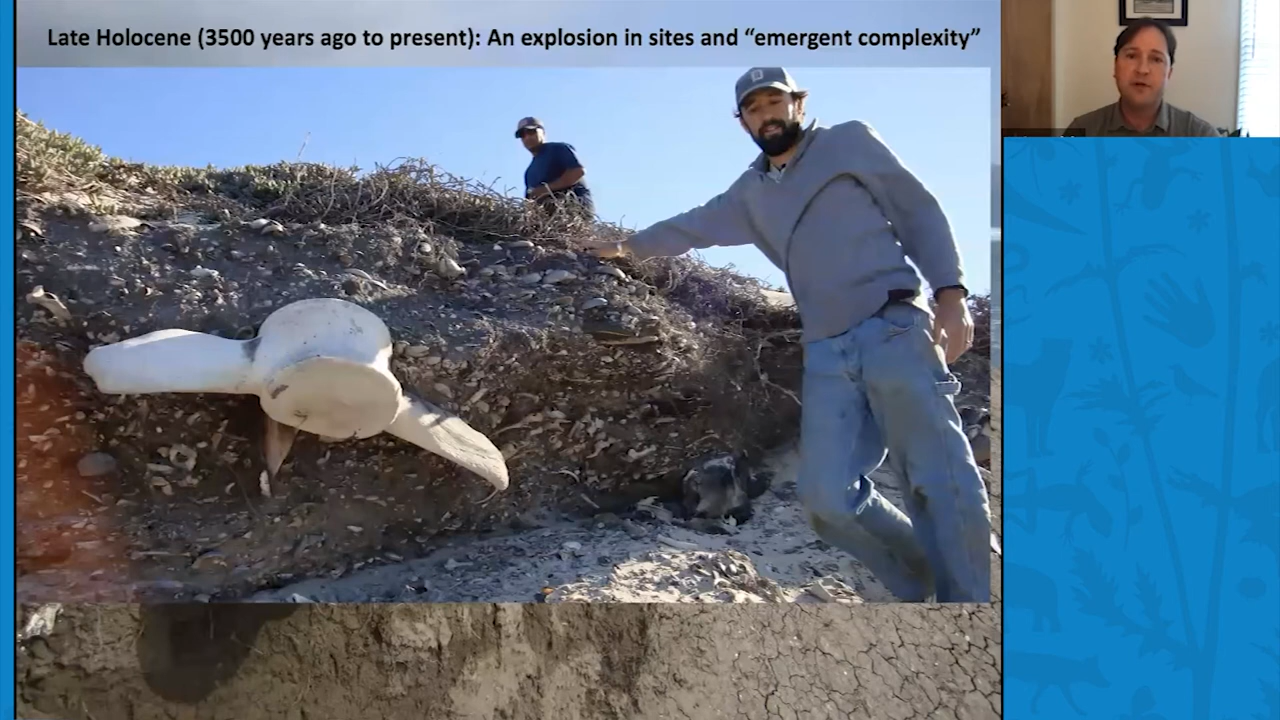 Late Holocene (3500 years ago to present): An explosion in sites and “emergent complexity”